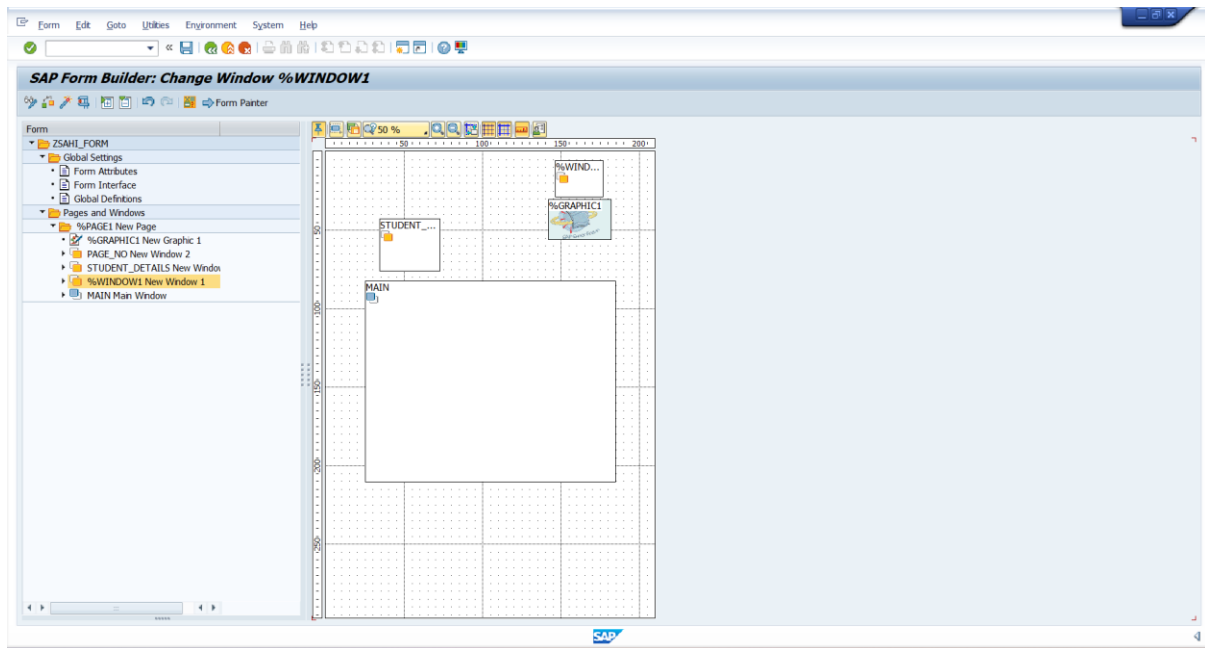 Form Edit Goto Utilities Environment System Help
SAP Form Builder: Change Window %WINDOW1
Form Painter
Form
ZSAHI_FORM
Global Settings
Form Attributes
Form Interface
Global Definitions
Pages and Windows
%PAGE1 New Page
%GRAPHIC1 New Graphic 1
PAGE_NO New Window 2
STUDENT_DETAILS New Window
%WINDOW1 New Window 1
MAIN Main Window
50 %
50 100 150 200
%WIND...
%GRAPHIC1
STUDENT_...
50
MAIN
100
150
200
250
SAP